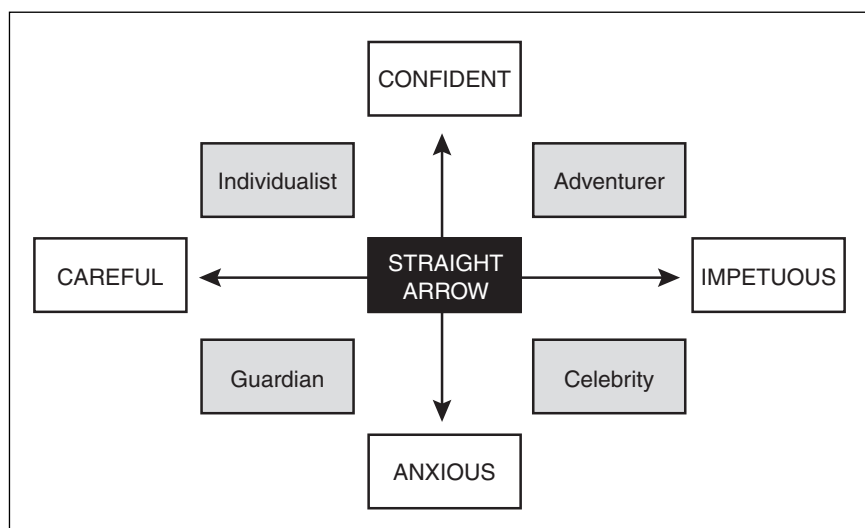 CONFIDENT
Individualist
Adventurer
CAREFUL
STRAIGHT
ARROW
IMPETUOUS
Guardian
Celebrity
ANXIOUS